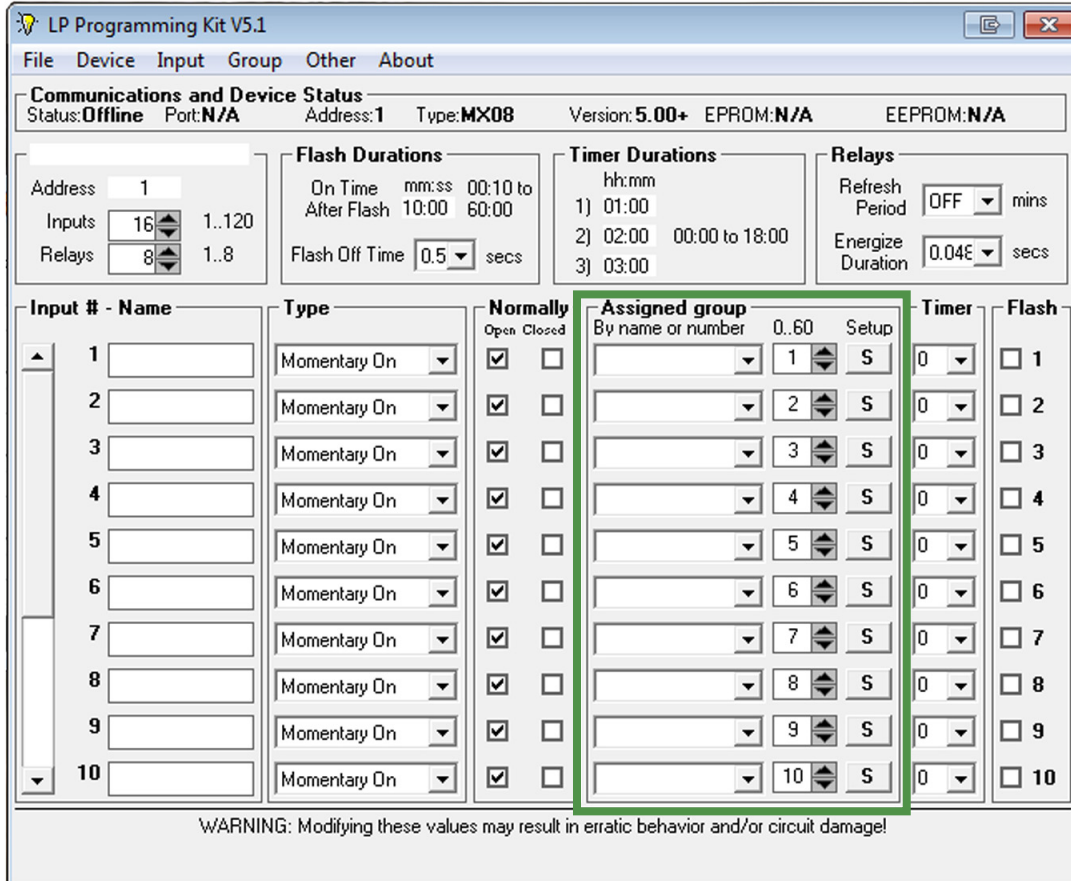 LP Programming Kit V5.1
File Device Input Group Other About
Communications and Device Status
Status:Offline Port:N/A Address:1 Type:MX08 Version:5.00+ EPROM:N/A EEPROM:N/A
Address 1
Inputs 16 1..120
Relays 8 1..8
Flash Durations
On Time mm:ss 00:10 to
After Flash 10:00 60:00
Flash Off Time 0.5 secs
Timer Durations
hh:mm
1) 01:00
2) 02:00 00:00 to 18:00
3) 03:00
Relays
Refresh
Period OFF mins
Energize
Duration 0.048 secs
Input # - Name Type Normally Assigned group Timer Flash
Open Closed By name or number 0..60 Setup
1 Momentary On 1 S 0 1
2 Momentary On 2 S 0 2
3 Momentary On 3 S 0 3
4 Momentary On 4 S 0 4
5 Momentary On 5 S 0 5
6 Momentary On 6 S 0 6
7 Momentary On 7 S 0 7
8 Momentary On 8 S 0 8
9 Momentary On 9 S 0 9
10 Momentary On 10 S 0 10
WARNING: Modifying these values may result in erratic behavior and/or circuit damage!